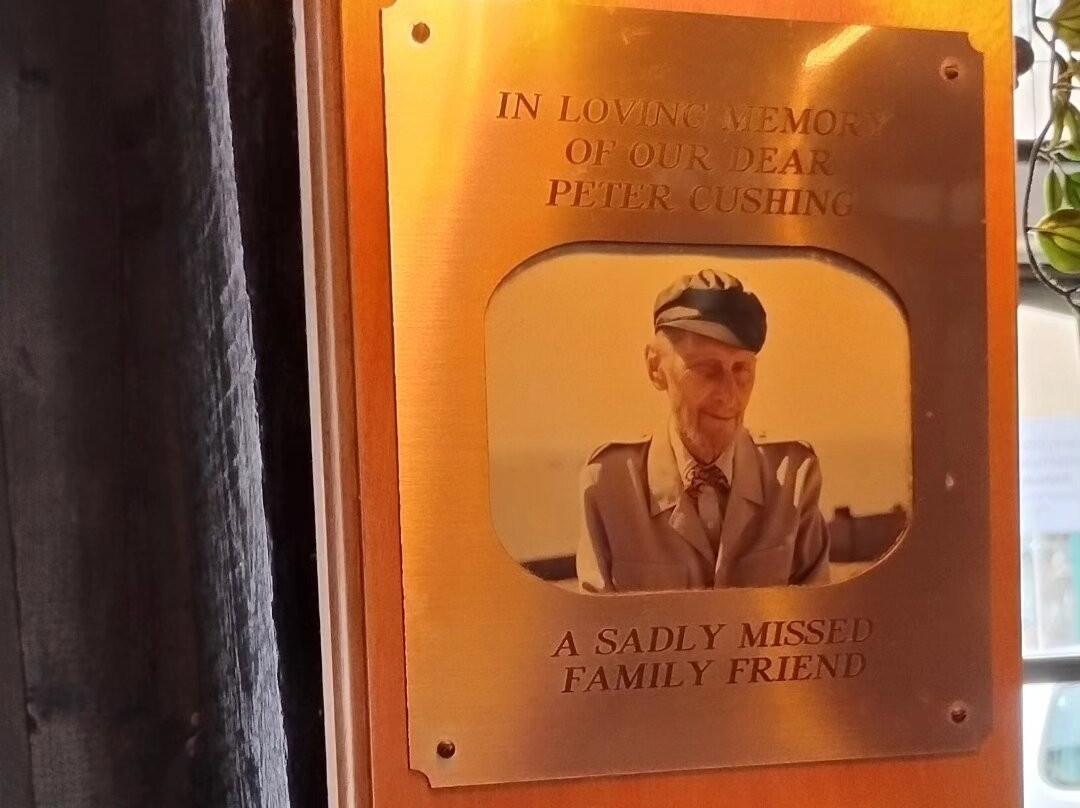 IN LOVING MEMORY
OF OUR DEAR
PETER CUSHING
A SADLY MISSED
FAMILY FRIEND